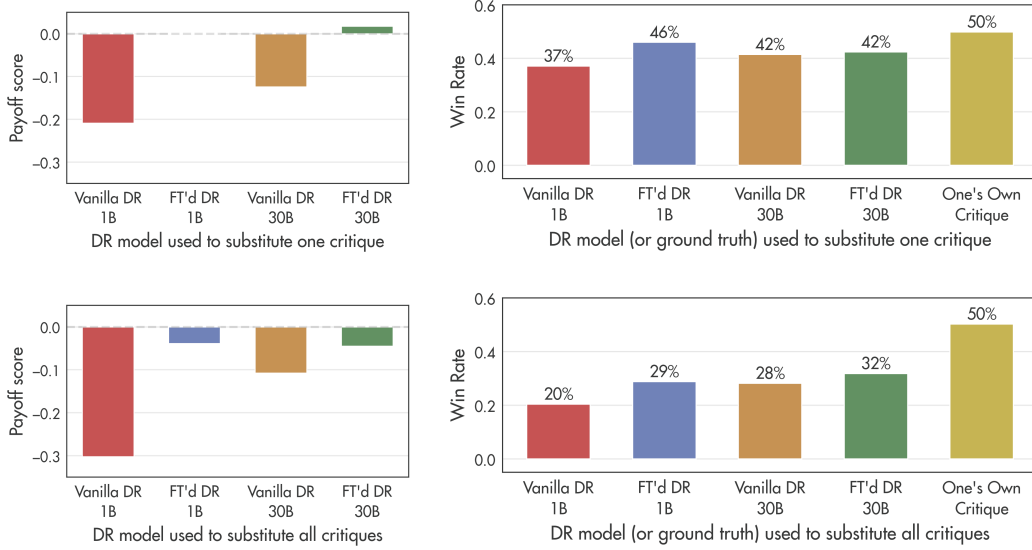 Payoff score
0.0
−0.1
−0.2
−0.3
Vanilla DR
1B
FT'd DR
1B
Vanilla DR
30B
FT'd DR
30B
DR model used to substitute one critique
Win Rate
0.6
0.4
0.2
0.0
37%
46%
42%
42%
50%
Vanilla DR
1B
FT'd DR
1B
Vanilla DR
30B
FT'd DR
30B
One's Own
Critique
DR model (or ground truth) used to substitute one critique
Payoff score
0.0
−0.1
−0.2
−0.3
Vanilla DR
1B
FT'd DR
1B
Vanilla DR
30B
FT'd DR
30B
DR model used to substitute all critiques
Win Rate
0.6
0.4
0.2
0.0
20%
29%
28%
32%
50%
Vanilla DR
1B
FT'd DR
1B
Vanilla DR
30B
FT'd DR
30B
One's Own
Critique
DR model (or ground truth) used to substitute all critiques